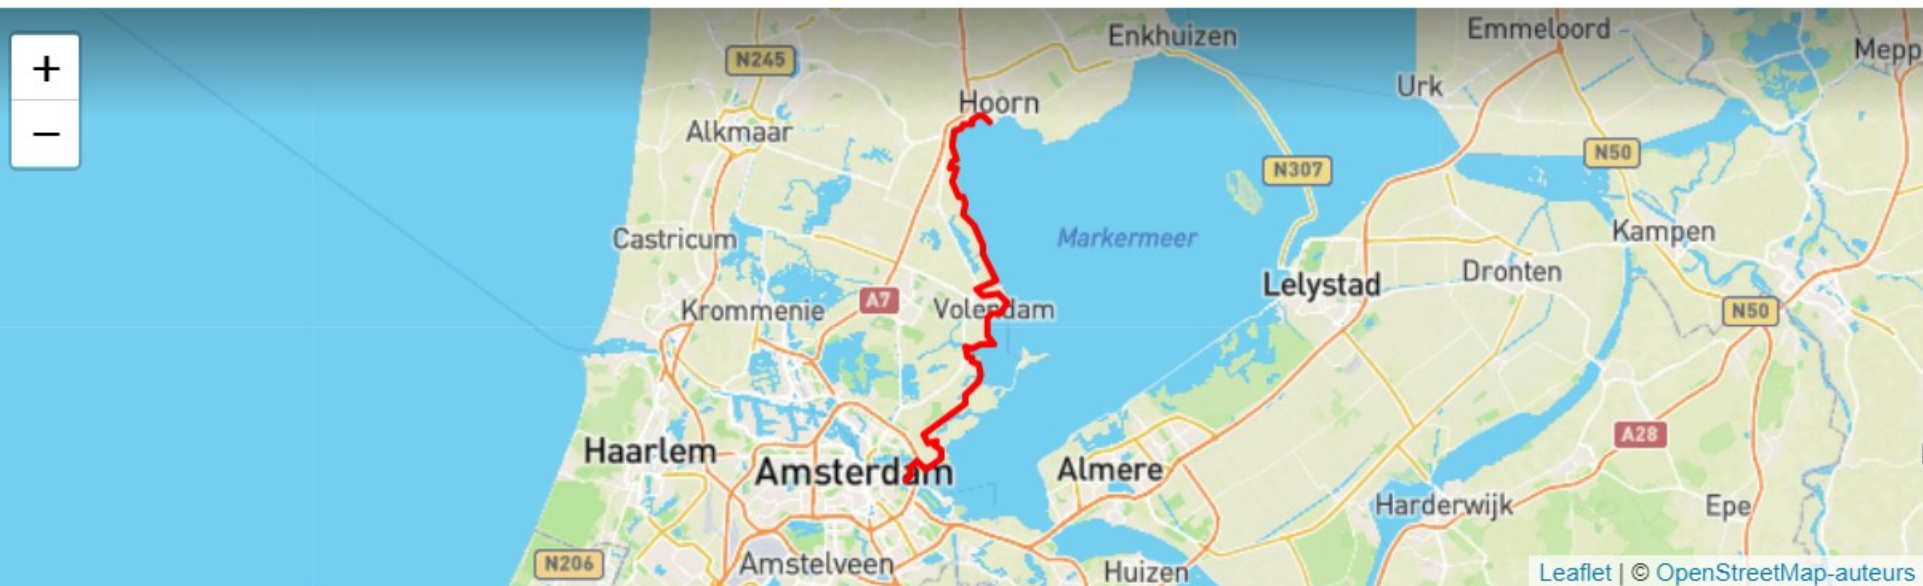 +
−
N245
Enkhuizen
Emmeloord
Mepp
Urk
Hoorn
Alkmaar
N307
N50
Castricum
Markermeer
Kampen
Lelystad
Dronten
A7
Krommenie
Volendam
N50
Haarlem
Amsterdam
Almere
A28
Harderwijk
Epe
N206
Amstelveen
Huizen
Leaflet | © OpenStreetMap-auteurs